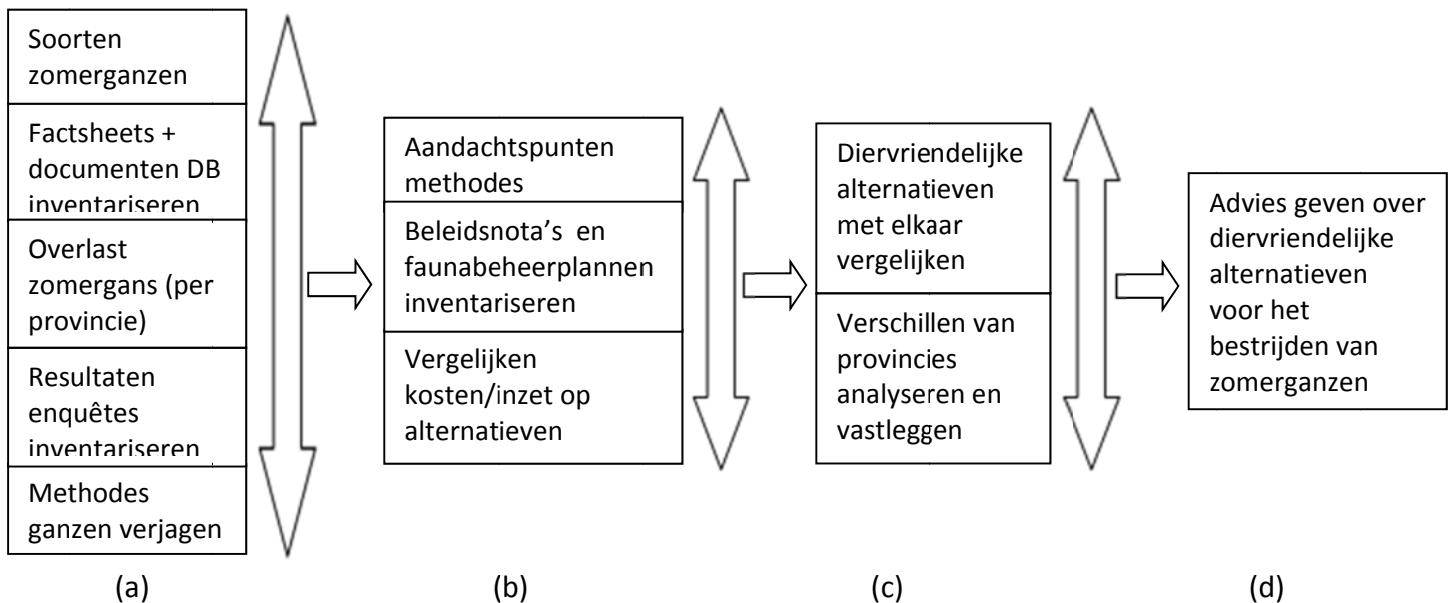 Soorten
zomerganzen
Factsheets +
documenten DB
inventariseren
Overlast
zomergans (per
provincie)
Resultaten
enquêtes
inventariseren
Methodes
ganzen verjagen
(a)
Aandachtspunten
methodes
Beleidsnota’s en
faunabeheerplannen
inventariseren
Vergelijken
kosten/inzet op
alternatieven
(b)
Diervriendelijke
alternatieven
met elkaar
vergelijken
Verschillen van
provincies
analyseren en
vastleggen
(c)
Advies geven over
diervriendelijke
alternatieven
voor het
bestrijden van
zomerganzen
(d)